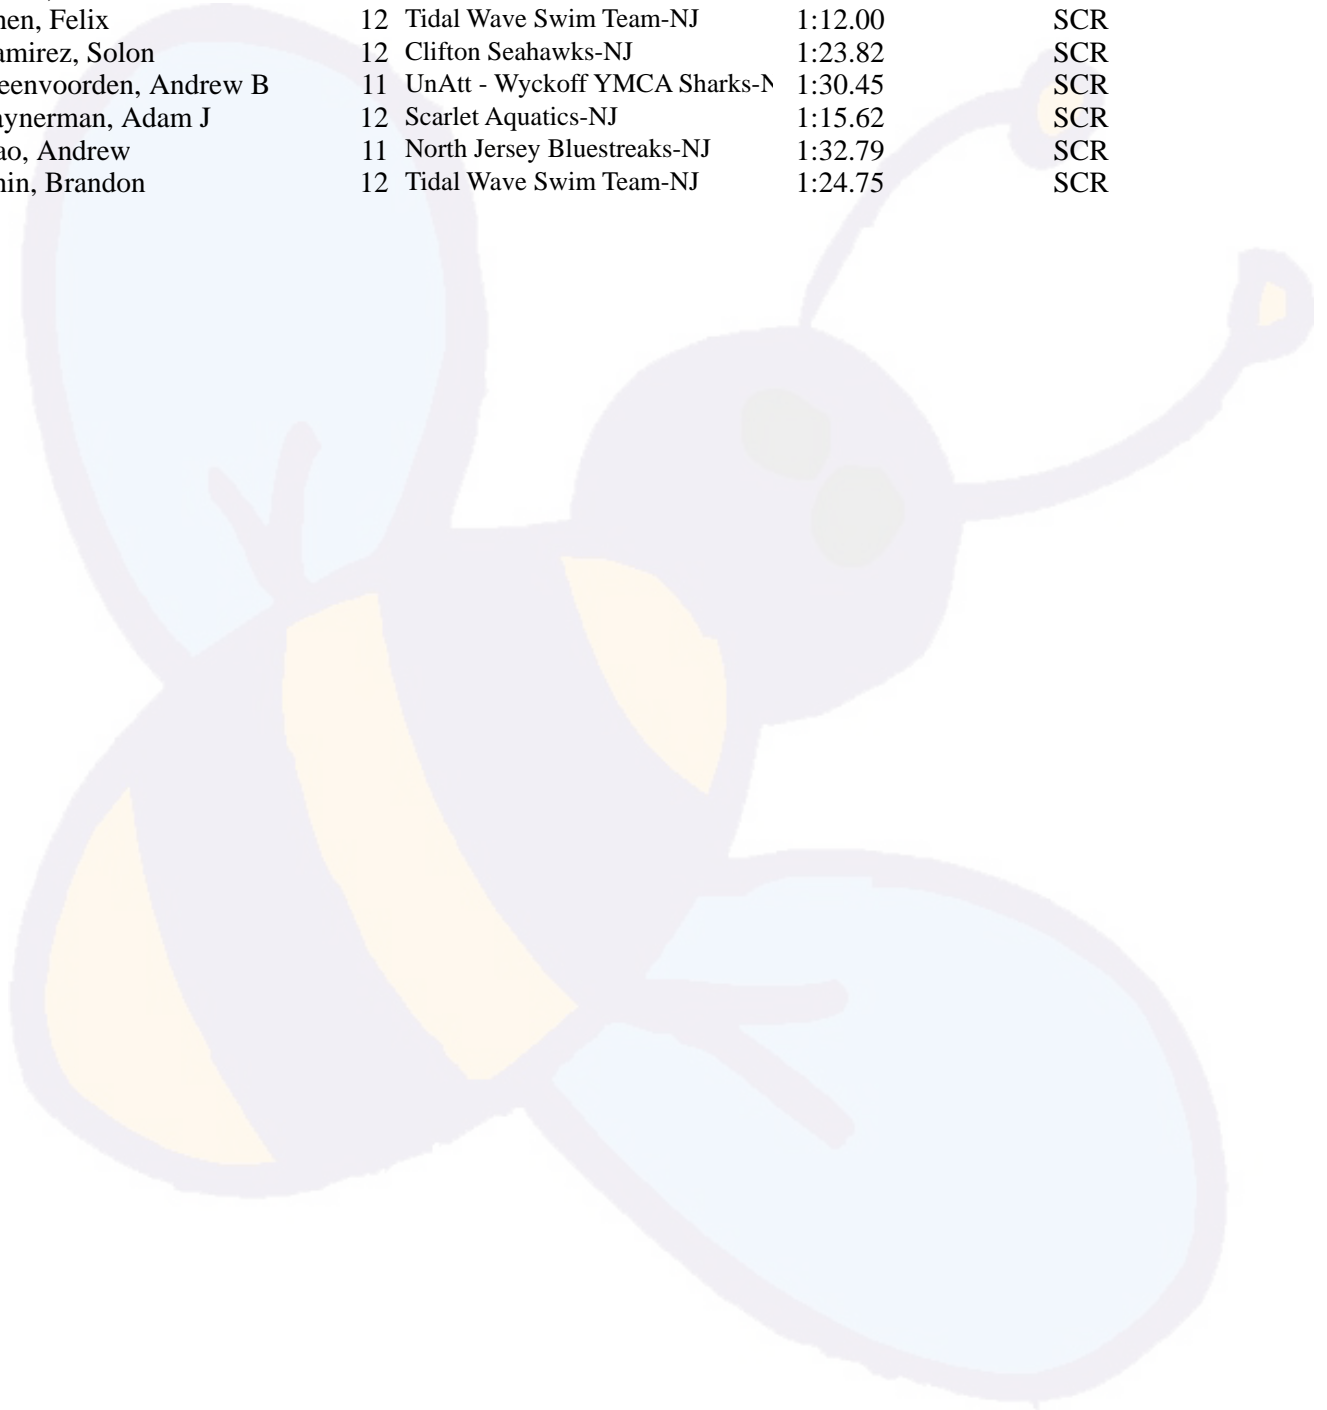 hen, Felix 12 Tidal Wave Swim Team-NJ 1:12.00 SCR
amirez, Solon 12 Clifton Seahawks-NJ 1:23.82 SCR
eenvoorden, Andrew B 11 UnAtt - Wyckoff YMCA Sharks-N 1:30.45 SCR
aynerman, Adam J 12 Scarlet Aquatics-NJ 1:15.62 SCR
ao, Andrew 11 North Jersey Bluestreaks-NJ 1:32.79 SCR
hin, Brandon 12 Tidal Wave Swim Team-NJ 1:24.75 SCR